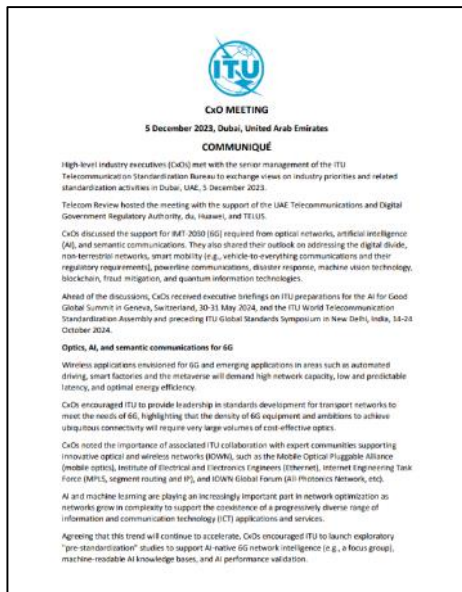 ITU
CxO MEETING
5 December 2023, Dubai, United Arab Emirates
COMMUNIQUÉ
High-level industry executives (CxOs) met with the senior management of the ITU
Telecommunication Standardization Bureau to exchange views on industry priorities and related
standardization activities in Dubai, UAE, 5 December 2023.
Telecom Review hosted the meeting with the support of the UAE Telecommunications and Digital
Government Regulatory Authority, du, Huawei, and TELUS.
CxOs discussed the support for IMT-2030 (6G) required from optical networks, artificial intelligence
(AI), and semantic communications. They also shared their outlook on addressing the digital divide,
non-terrestrial networks, smart mobility (e.g., vehicle-to-everything communications and their
regulatory requirements), powerline communications, disaster response, machine vision technology,
blockchain, fraud mitigation, and quantum information technologies.
Ahead of the discussions, CxOs received executive briefings on ITU preparations for the AI for Good
Global Summit in Geneva, Switzerland, 30-31 May 2024, and the ITU World Telecommunication
Standardization Assembly and preceding ITU Global Standards Symposium in New Delhi, India, 14-24
October 2024.
Optics, AI, and semantic communications for 6G
Wireless applications envisioned for 6G and emerging applications in areas such as automated
driving, smart factories and the metaverse will demand high network capacity, low and predictable
latency, and optimal energy efficiency.
CxOs encouraged ITU to provide leadership in standards development for transport networks to
meet the needs of 6G, highlighting that the density of 6G equipment and ambitions to achieve
ubiquitous connectivity will require very large volumes of cost-effective optics.
CxOs noted the importance of associated ITU collaboration with expert communities supporting
innovative optical and wireless networks (IOWN), such as the Mobile Optical Pluggable Alliance
(mobile optics), Institute of Electrical and Electronics Engineers (Ethernet), Internet Engineering Task
Force (MPLS, segment routing and IP), and IOWN Global Forum (All Photonics Network, etc).
AI and machine learning are playing an increasingly important part in network optimization as
networks grow in complexity to support the coexistence of a progressively diverse range of
information and communication technology (ICT) applications and services.
Agreeing that this trend will continue to accelerate, CxOs encouraged ITU to launch exploratory
"pre-standardization" studies to support AI-native 6G network intelligence (e.g., a focus group),
machine-readable AI knowledge bases, and AI performance validation.